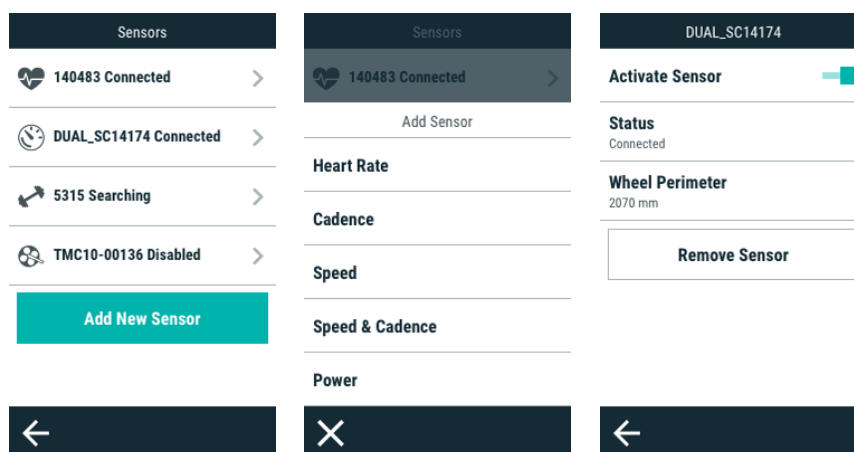 Sensors
140483 Connected
DUAL_SC14174 Connected
5315 Searching
TMC10-00136 Disabled
Add New Sensor
Sensors
140483 Connected
Add Sensor
Heart Rate
Cadence
Speed
Speed & Cadence
Power
DUAL_SC14174
Activate Sensor
Status
Connected
Wheel Perimeter
2070 mm
Remove Sensor